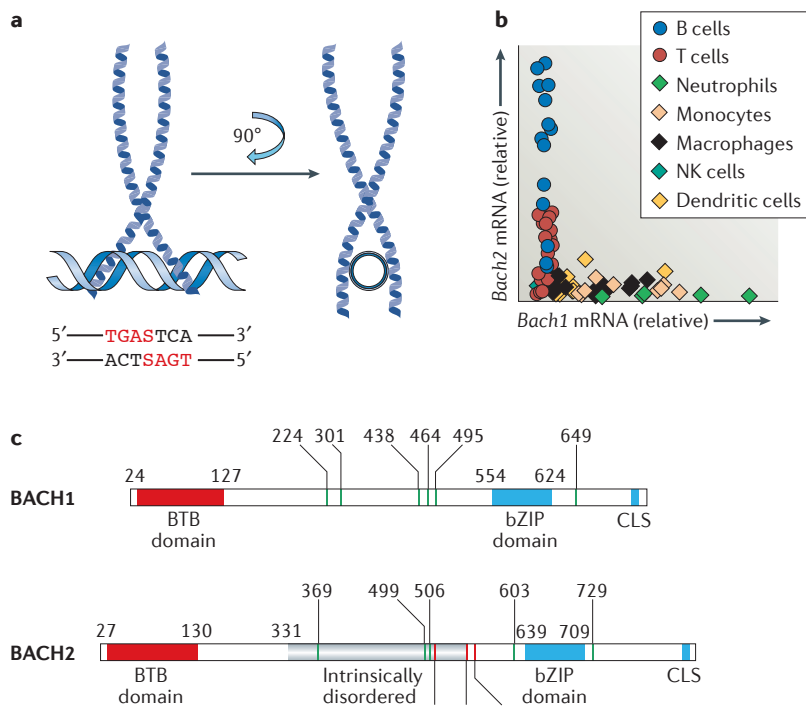 a
90°
5′ TGASTCA 3′
3′ ACTSAGT 5′
b
Bach2 mRNA (relative)
Bach1 mRNA (relative)
B cells
T cells
Neutrophils
Monocytes
Macrophages
NK cells
Dendritic cells
c
224 301 438 464 495 649
24 127 554 624
BACH1
BTB domain
bZIP domain
CLS
369 499 506 603 729
27 130 331 639 709
BACH2
BTB domain
Intrinsically disordered
bZIP domain
CLS